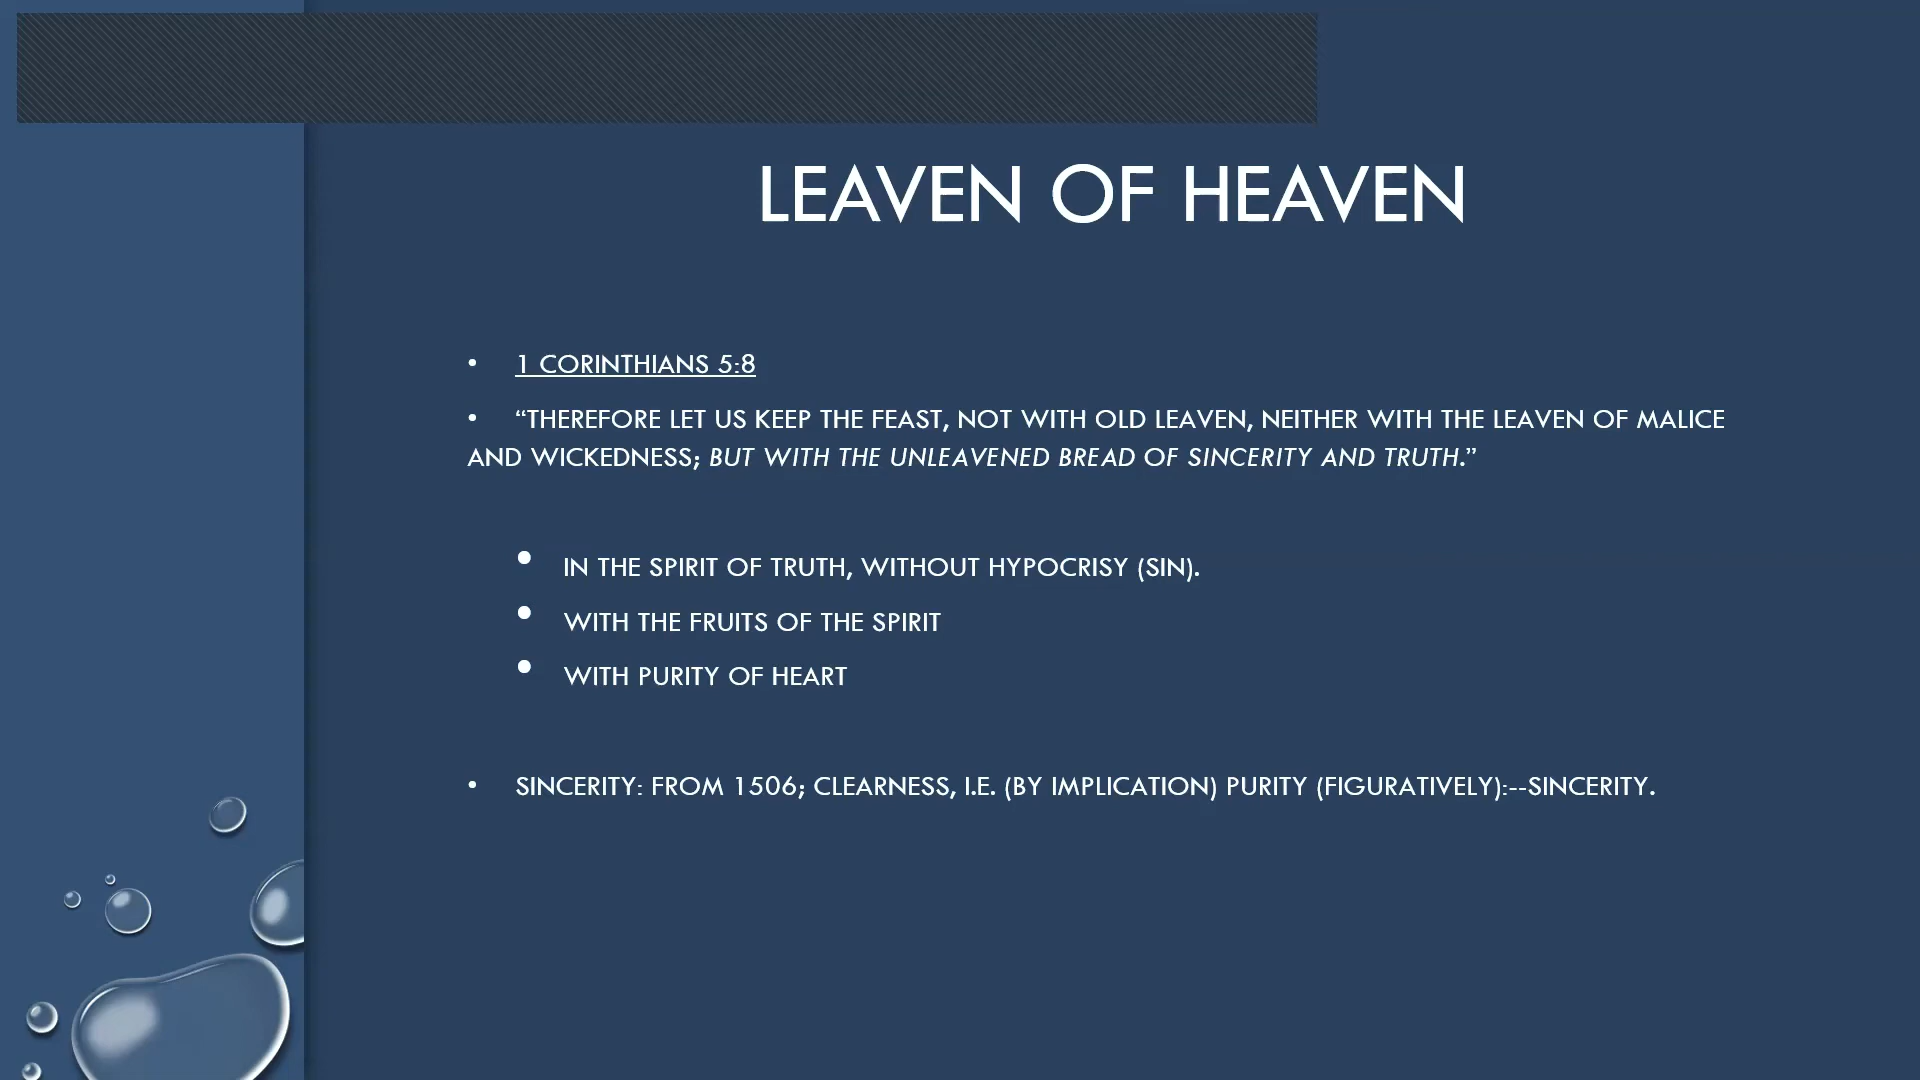 LEAVEN OF HEAVEN
• 1 CORINTHIANS 5:8
• “THEREFORE LET US KEEP THE FEAST, NOT WITH OLD LEAVEN, NEITHER WITH THE LEAVEN OF MALICE
AND WICKEDNESS; BUT WITH THE UNLEAVENED BREAD OF SINCERITY AND TRUTH.”
• IN THE SPIRIT OF TRUTH, WITHOUT HYPOCRISY (SIN).
• WITH THE FRUITS OF THE SPIRIT
• WITH PURITY OF HEART
• SINCERITY: FROM 1506; CLEARNESS, I.E. (BY IMPLICATION) PURITY (FIGURATIVELY):--SINCERITY.